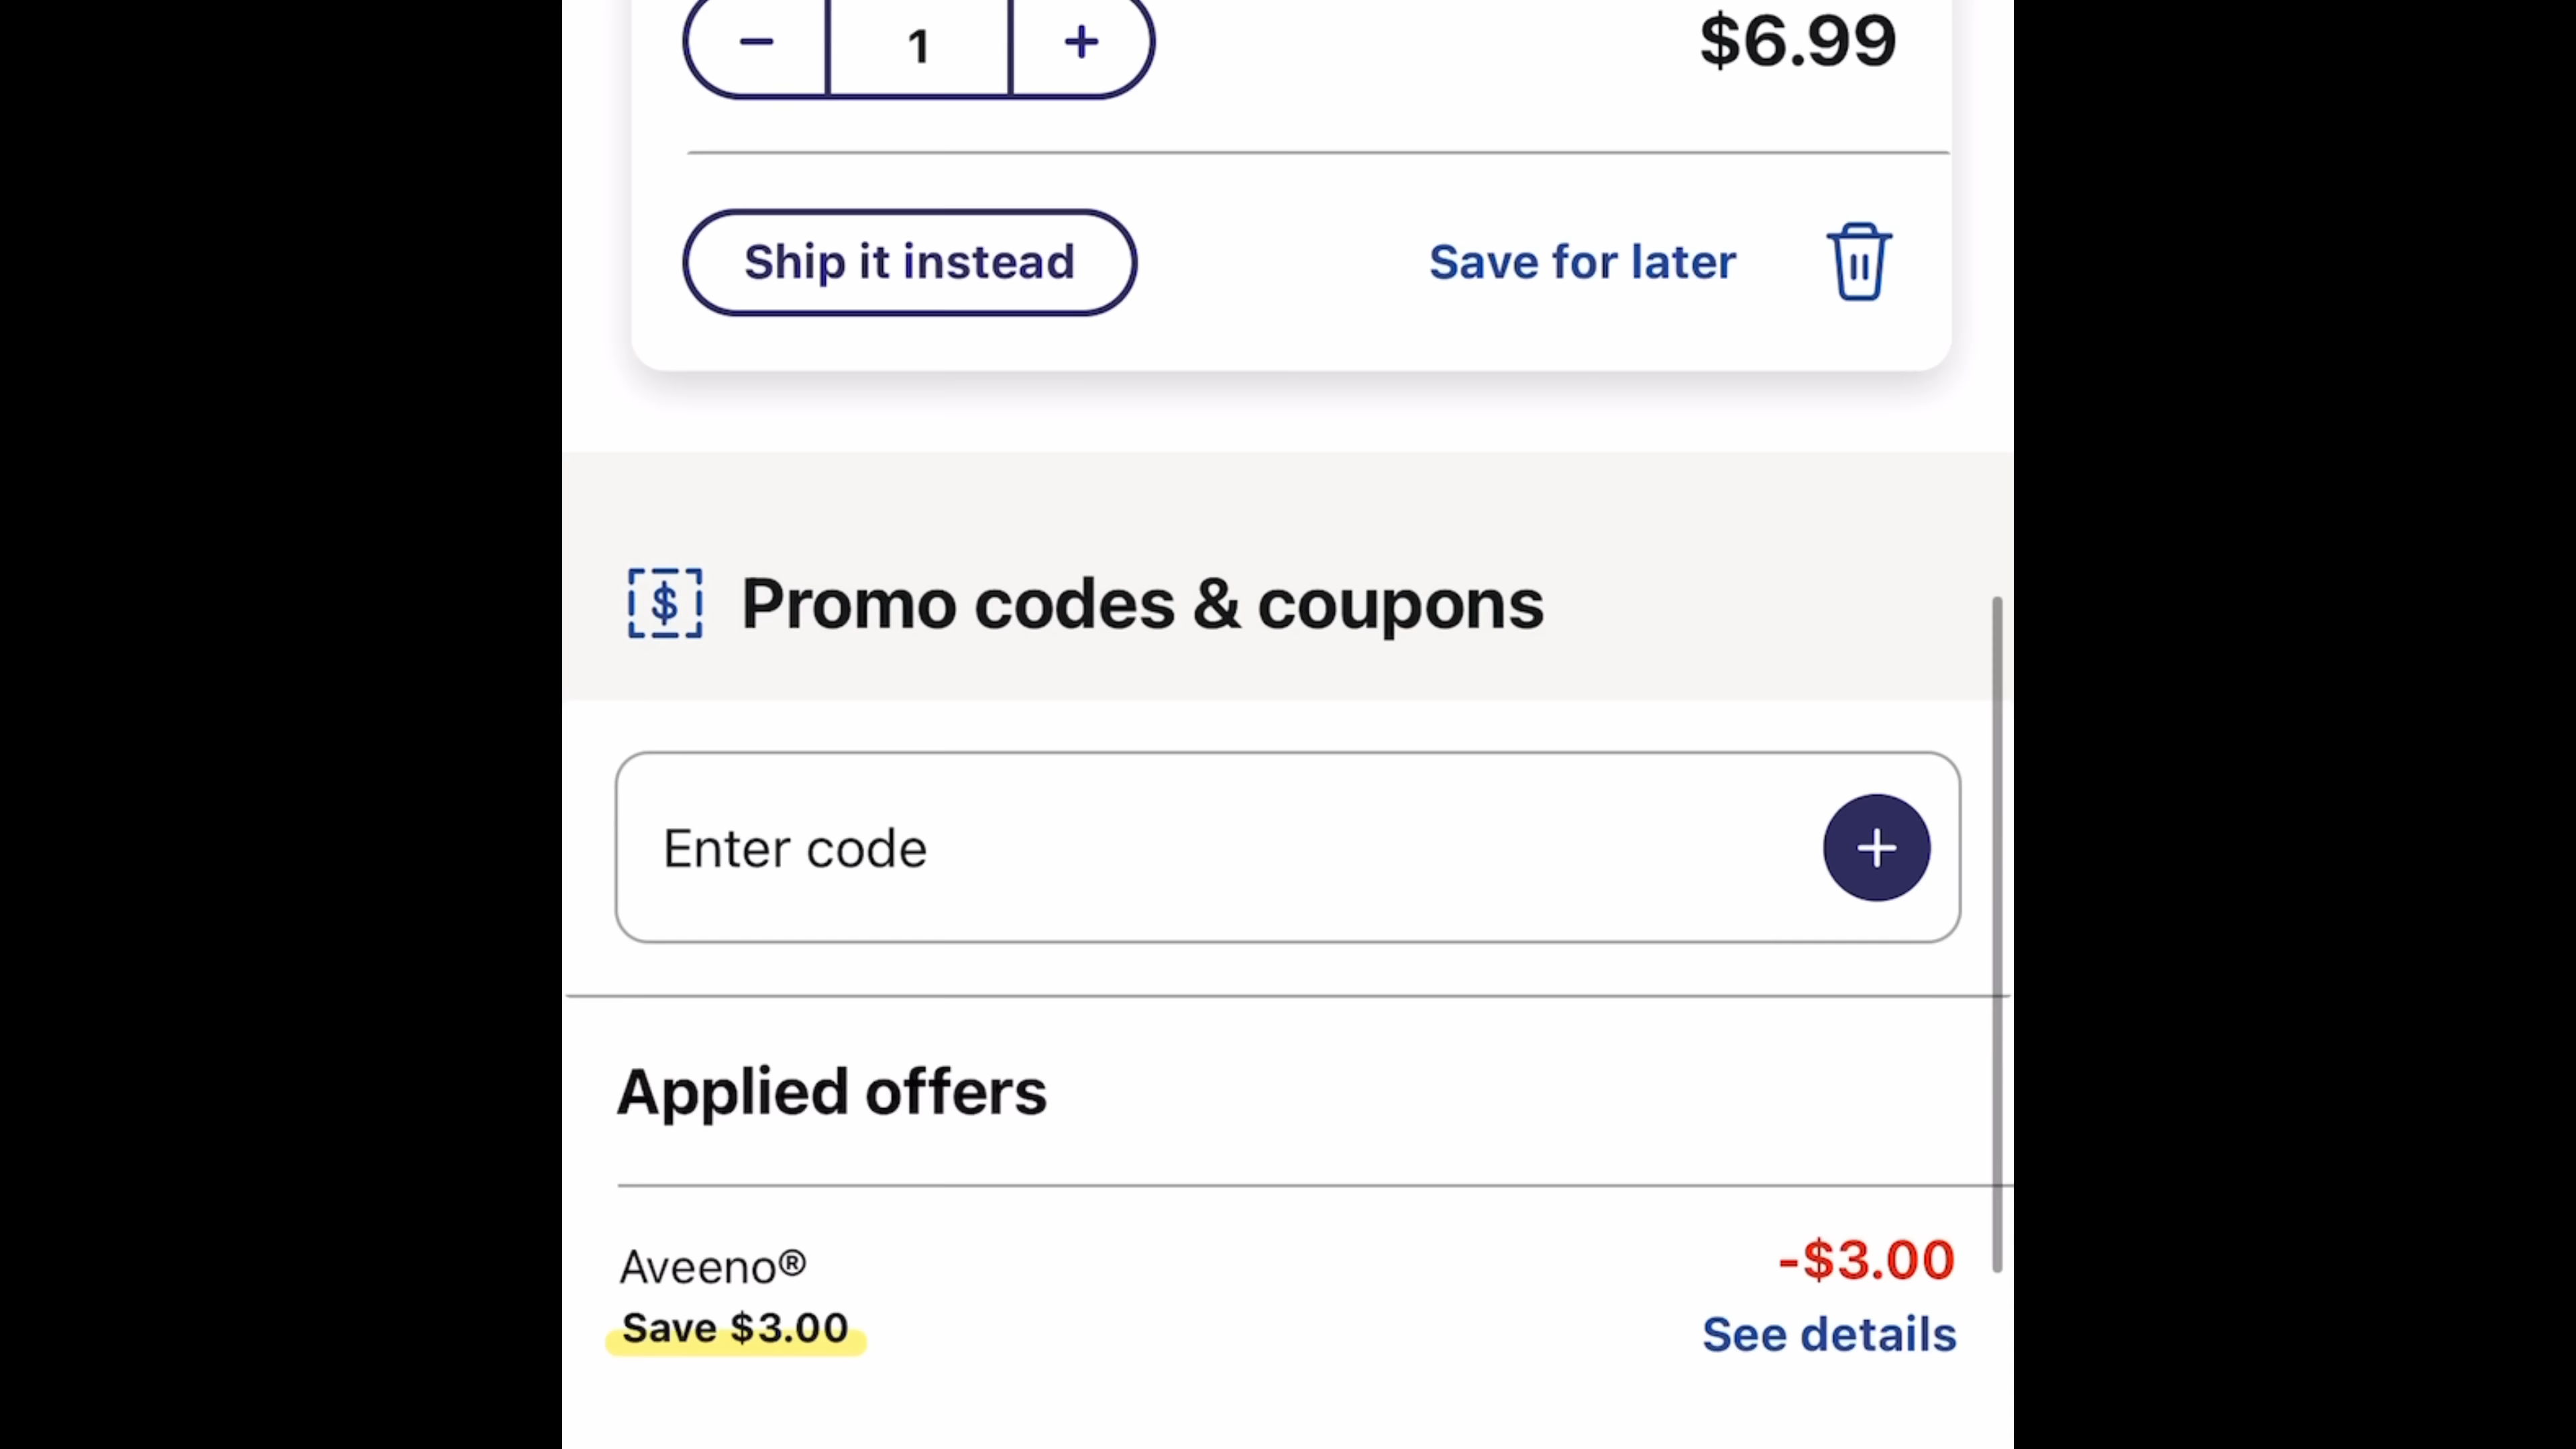 1
$6.99
Ship it instead
Save for later
$ Promo codes & coupons
Enter code
Applied offers
Aveeno®
-$3.00
Save $3.00
See details